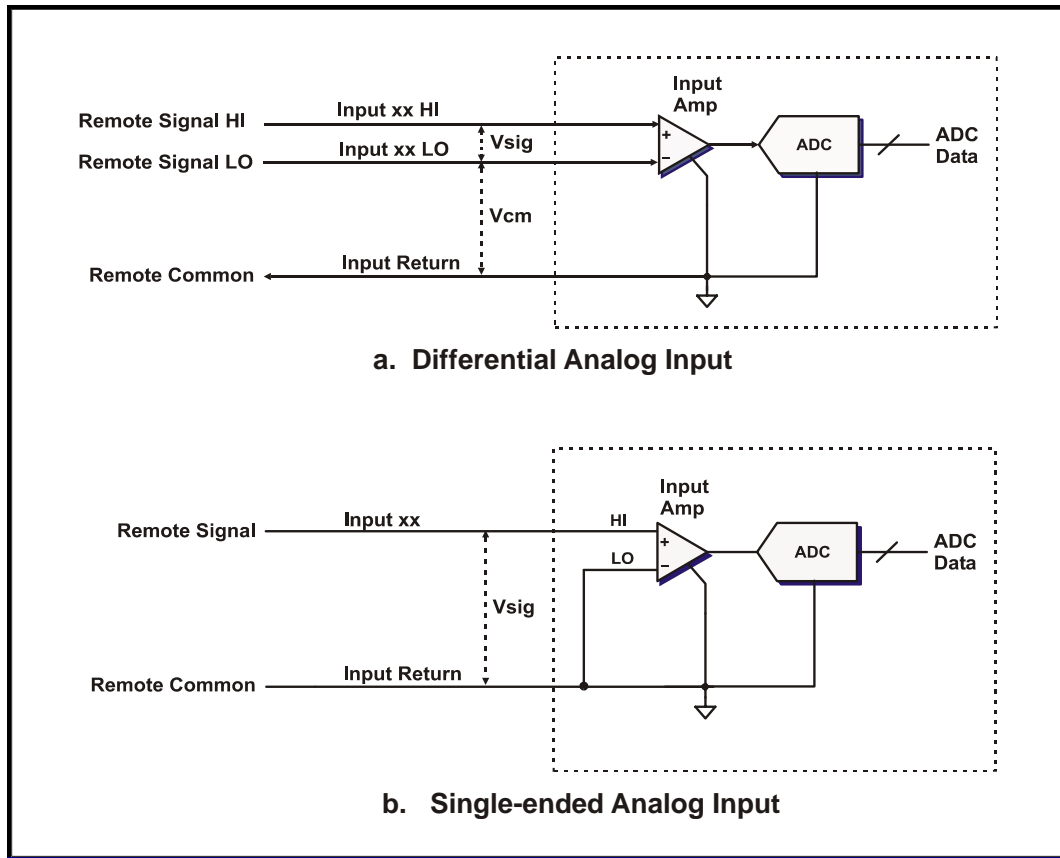 Input
Amp
Remote Signal HI
Input xx HI
+
ADC
ADC
Data
Vsig
Remote Signal LO
Input xx LO
−
Vcm
Remote Common
Input Return
a. Differential Analog Input
Input
Amp
Remote Signal
Input xx
HI
+
ADC
ADC
Data
LO
−
Vsig
Remote Common
Input Return
b. Single-ended Analog Input